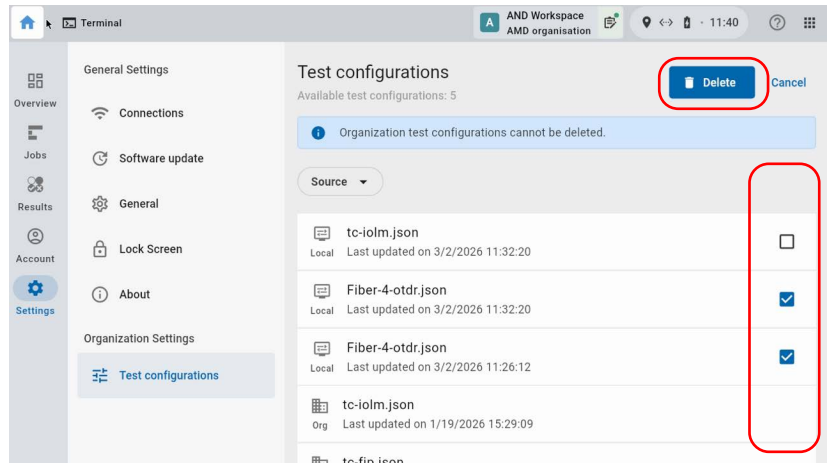 Terminal
A
AND Workspace
AMD organisation
11:40
Overview
Jobs
Results
Account
Settings
General Settings
Connections
Software update
General
Lock Screen
About
Organization Settings
Test configurations
Test configurations
Available test configurations: 5
Delete
Cancel
Organization test configurations cannot be deleted.
Source
tc-iolm.json
Local Last updated on 3/2/2026 11:32:20
Fiber-4-otdr.json
Local Last updated on 3/2/2026 11:32:20
Fiber-4-otdr.json
Local Last updated on 3/2/2026 11:26:12
tc-iolm.json
Org Last updated on 1/19/2026 15:29:09
tc-fip.json